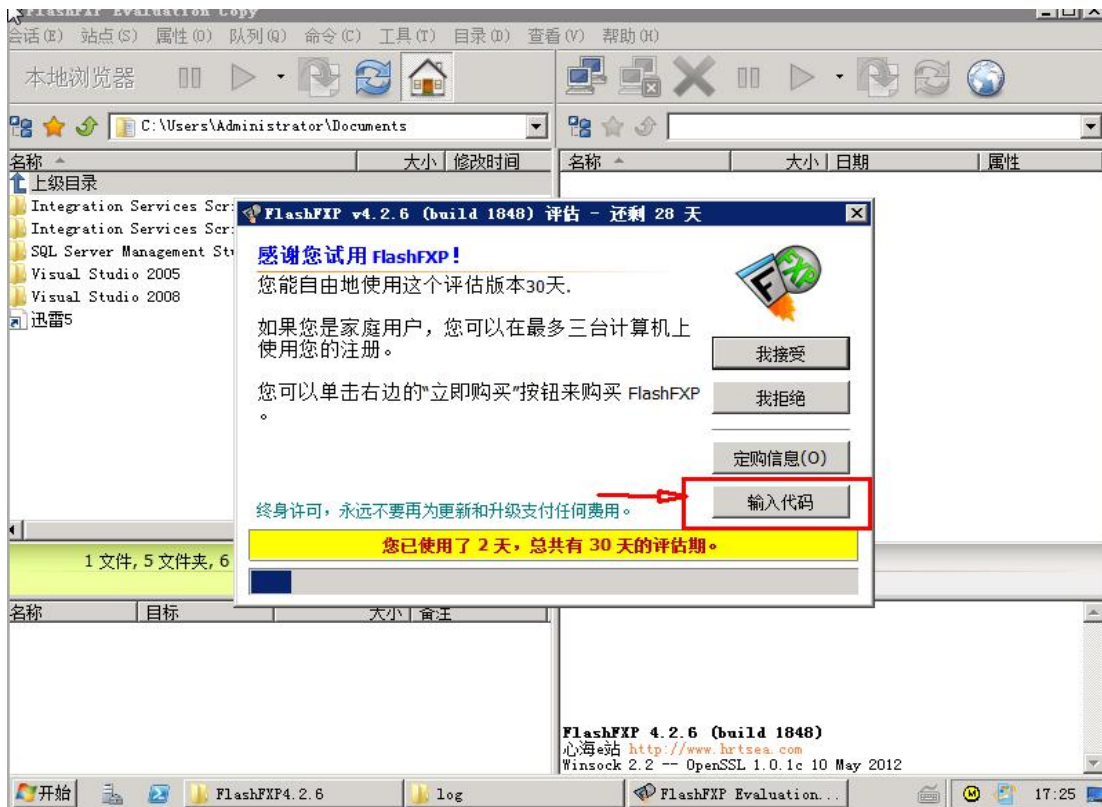 FlashFXP Evaluation Copy
会话(E) 站点(S) 属性(O) 队列(Q) 命令(C) 工具(T) 目录(D) 查看(V) 帮助(H)
本地浏览器
C:\Users\Administrator\Documents
名称 大小 修改时间
名称 大小 日期 属性
上级目录
Integration Services Scr
Integration Services Scr
SQL Server Management Stu
Visual Studio 2005
Visual Studio 2008
迅雷5
FlashFXP v4.2.6 (build 1848) 评估 - 还剩 28 天
感谢您试用 FlashFXP!
您能自由地使用这个评估版本30天.
如果您是家庭用户，您可以在最多三台计算机上
使用您的注册。
您可以单击右边的“立即购买”按钮来购买 FlashFXP
。
FXP
我接受
我拒绝
定购信息(O)
输入代码
终身许可，永远不要再为更新和升级支付任何费用。
您已使用了 2 天，总共有 30 天的评估期。
1 文件, 5 文件夹, 6
名称 目标 大小 备注
FlashFXP 4.2.6 (build 1848)
心海e站 http://www.hrtsea.com
Winsock 2.2 -- OpenSSL 1.0.1c 10 May 2012
开始 FlashFXP4.2.6 log FlashFXP Evaluation... 17:25